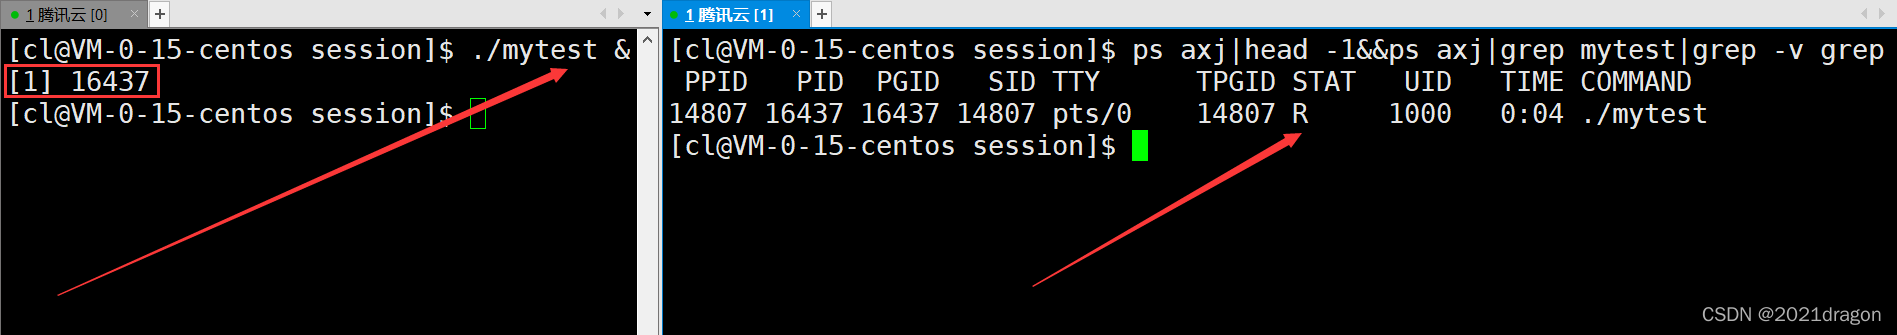 1 腾讯云 [0]
[cl@VM-0-15-centos session]$ ./mytest &
[1] 16437
[cl@VM-0-15-centos session]$
1 腾讯云 [1]
[cl@VM-0-15-centos session]$ ps axj|head -1&&ps axj|grep mytest|grep -v grep
PPID PID PGID SID TTY TPGID STAT UID TIME COMMAND
14807 16437 16437 14807 pts/0 14807 R 1000 0:04 ./mytest
[cl@VM-0-15-centos session]$
CSDN @2021dragon